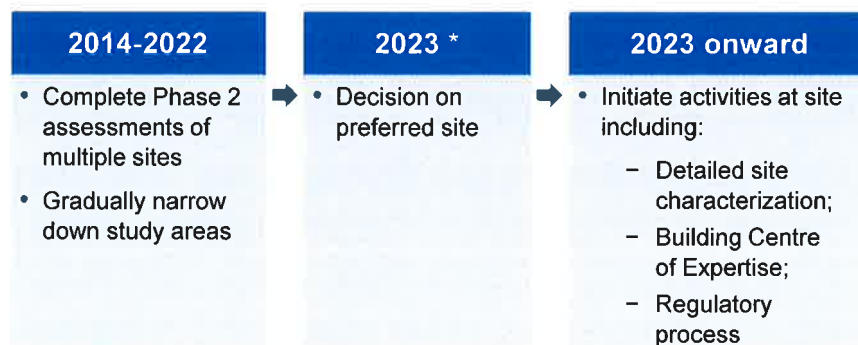 2014-2022
• Complete Phase 2
assessments of
multiple sites
• Gradually narrow
down study areas
2023 *
• Decision on
preferred site
2023 onward
• Initiate activities at site
including:
− Detailed site
characterization;
− Building Centre
of Expertise;
− Regulatory
process